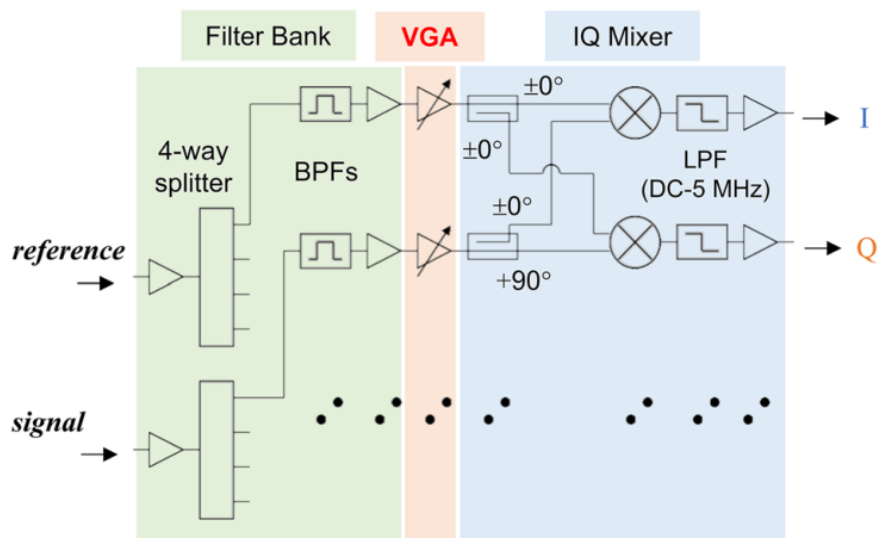 Filter Bank
VGA
IQ Mixer
±0°
4-way
splitter
BPFs
±0°
LPF
(DC-5 MHz)
I
±0°
reference
+90°
Q
signal